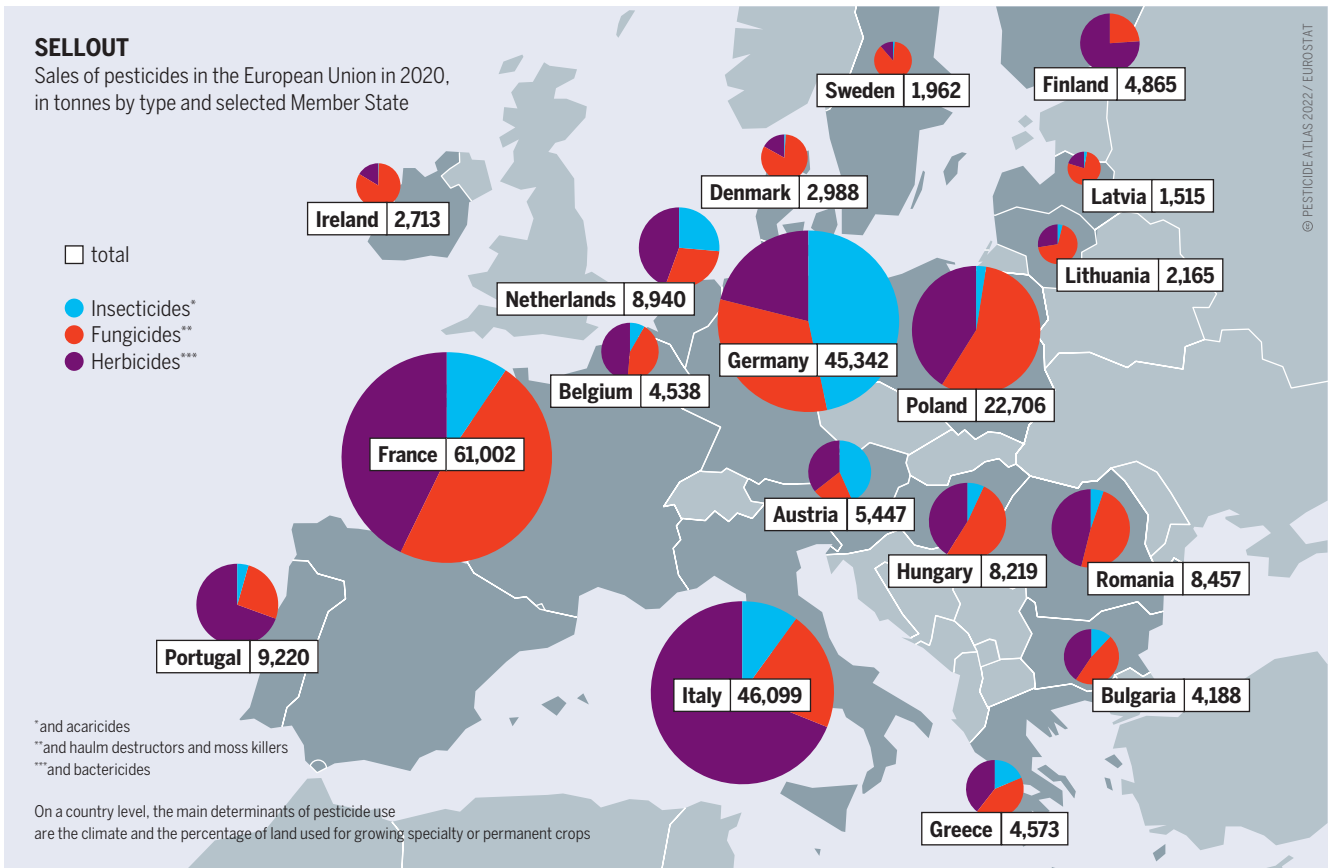 SELLOUT
Sales of pesticides in the European Union in 2020,
in tonnes by type and selected Member State
© PESTICIDE ATLAS 2022 / EUROSTAT
Sweden 1,962
Finland 4,865
Denmark 2,988
Latvia 1,515
Ireland 2,713
Lithuania 2,165
total
Insecticides*
Fungicides**
Herbicides***
Netherlands 8,940
Germany 45,342
Belgium 4,538
Poland 22,706
France 61,002
Austria 5,447
Hungary 8,219
Romania 8,457
Portugal 9,220
Italy 46,099
Bulgaria 4,188
Greece 4,573
*and acaricides
**and haulm destructors and moss killers
***and bactericides
On a country level, the main determinants of pesticide use
are the climate and the percentage of land used for growing specialty or permanent crops